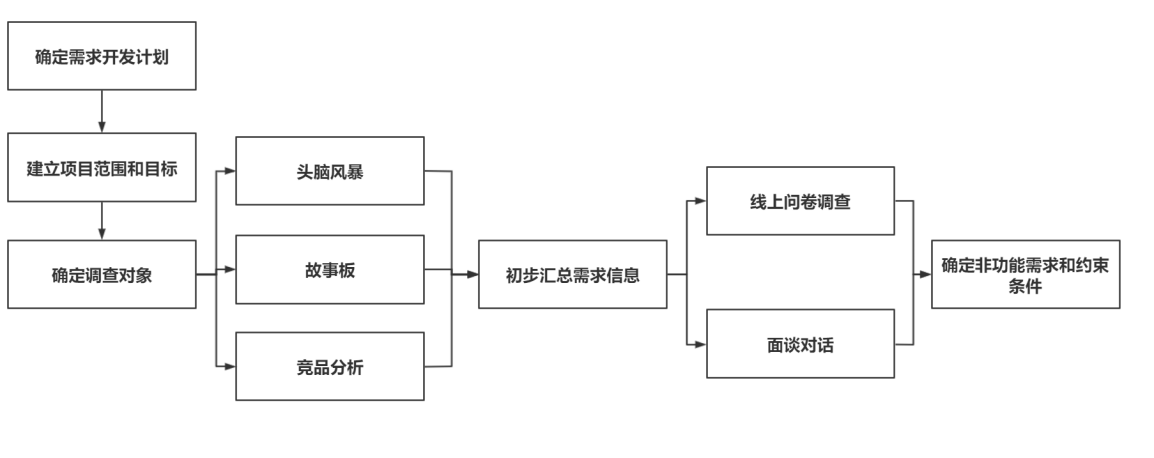 确定需求开发计划
建立项目范围和目标
确定调查对象
头脑风暴
故事板
竞品分析
初步汇总需求信息
线上问卷调查
面谈对话
确定非功能需求和约束
条件